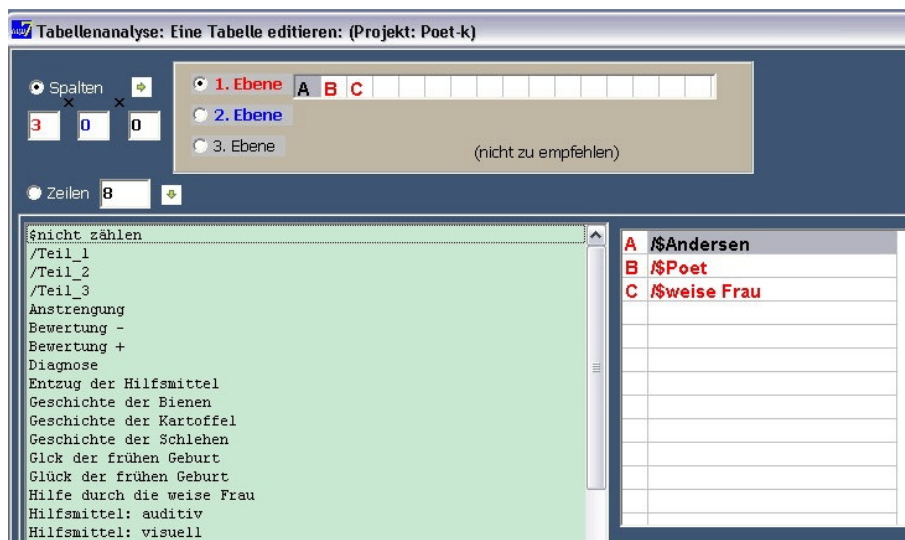 Tabellenanalyse: Eine Tabelle editieren: (Projekt: Poet-k)
Spalten
3 x 0 x 0
1. Ebene A B C
2. Ebene
3. Ebene (nicht zu empfehlen)
Zeilen 8
$nicht zählen
/Teil_1
/Teil_2
/Teil_3
Anstrengung
Bewertung -
Bewertung +
Diagnose
Entzug der Hilfsmittel
Geschichte der Bienen
Geschichte der Kartoffel
Geschichte der Schlehen
Glck der frühen Geburt
Glück der frühen Geburt
Hilfe durch die weise Frau
Hilfsmittel: auditiv
Hilfsmittel: visuell
A /$Andersen
B /$Poet
C /$weise Frau